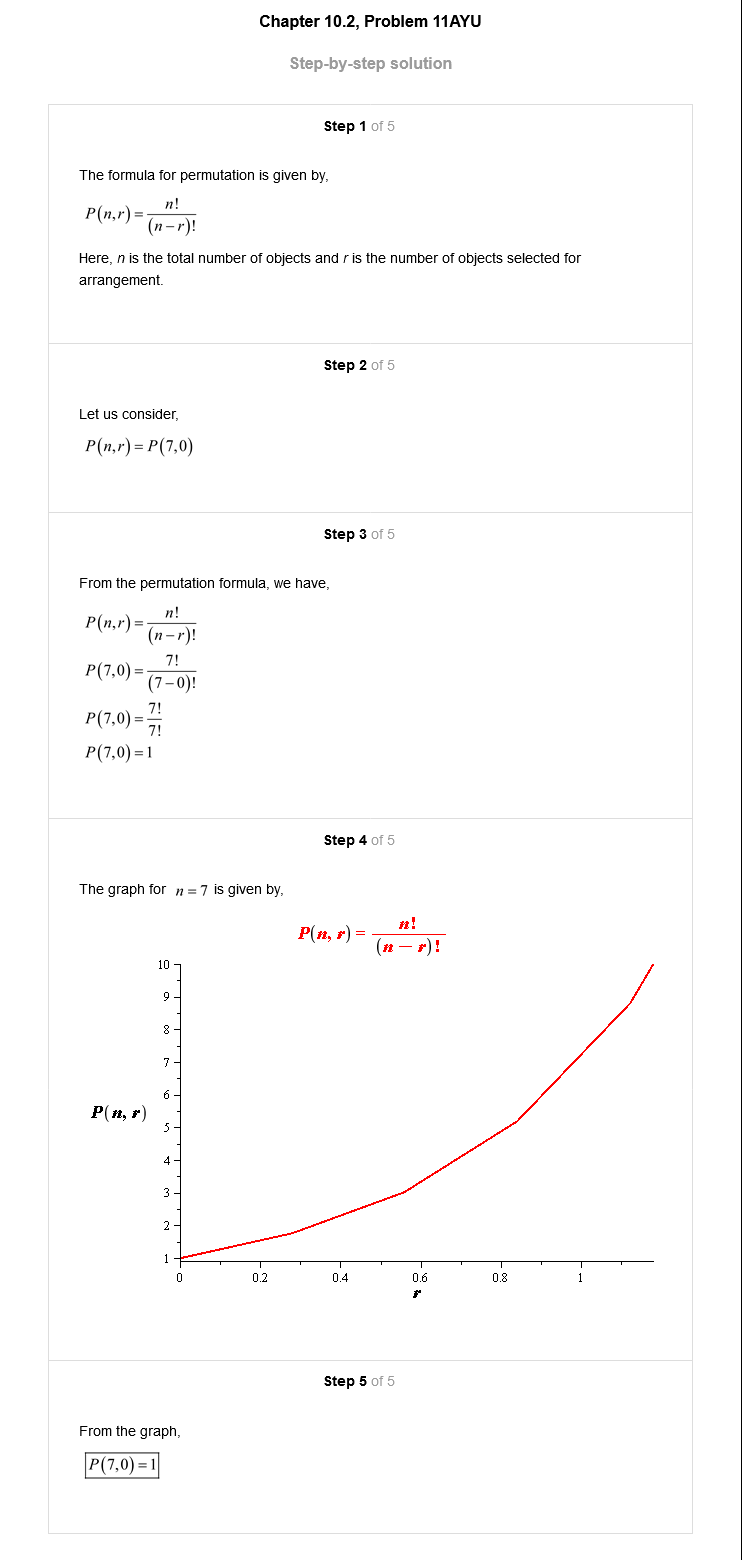 Chapter 10.2, Problem 11AYU
Step-by-step solution
Step 1 of 5
The formula for permutation is given by,
P(n,r) = n!/(n−r)!
Here, n is the total number of objects and r is the number of objects selected for
arrangement.
Step 2 of 5
Let us consider,
P(n,r) = P(7,0)
Step 3 of 5
From the permutation formula, we have,
P(n,r) = n!/(n−r)!
P(7,0) = 7!/(7−0)!
P(7,0) = 7!/7!
P(7,0) = 1
Step 4 of 5
The graph for n = 7 is given by,
P(n, r) = n!/(n − r)!
10
9
8
7
6
P(n, r)
5
4
3
2
1
0 0.2 0.4 0.6 0.8 1
r
Step 5 of 5
From the graph,
P(7,0) = 1